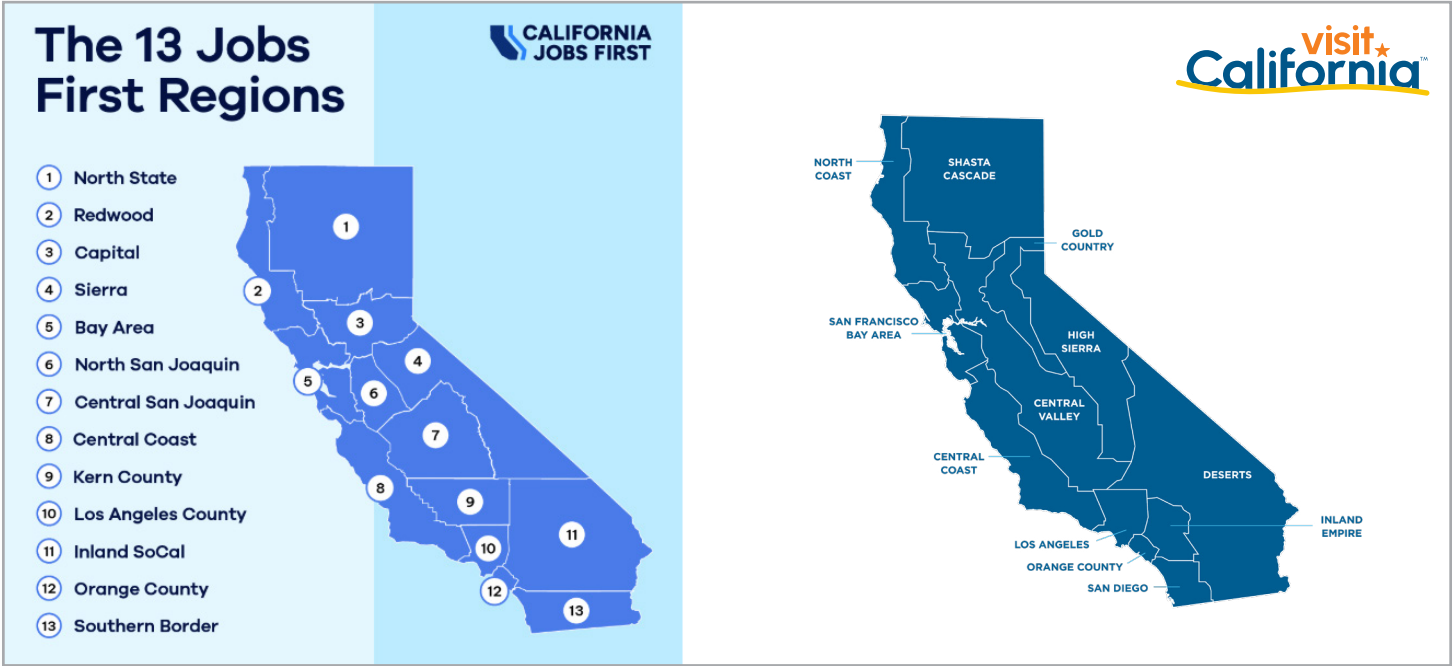 The 13 Jobs
First Regions
CALIFORNIA
JOBS FIRST
1 North State
2 Redwood
3 Capital
4 Sierra
5 Bay Area
6 North San Joaquin
7 Central San Joaquin
8 Central Coast
9 Kern County
10 Los Angeles County
11 Inland SoCal
12 Orange County
13 Southern Border
1
2
3
4
5
6
7
8
9
10
11
12
13
visit
California™
NORTH
COAST
SHASTA
CASCADE
GOLD
COUNTRY
SAN FRANCISCO
BAY AREA
HIGH
SIERRA
CENTRAL
VALLEY
CENTRAL
COAST
DESERTS
INLAND
EMPIRE
LOS ANGELES
ORANGE COUNTY
SAN DIEGO